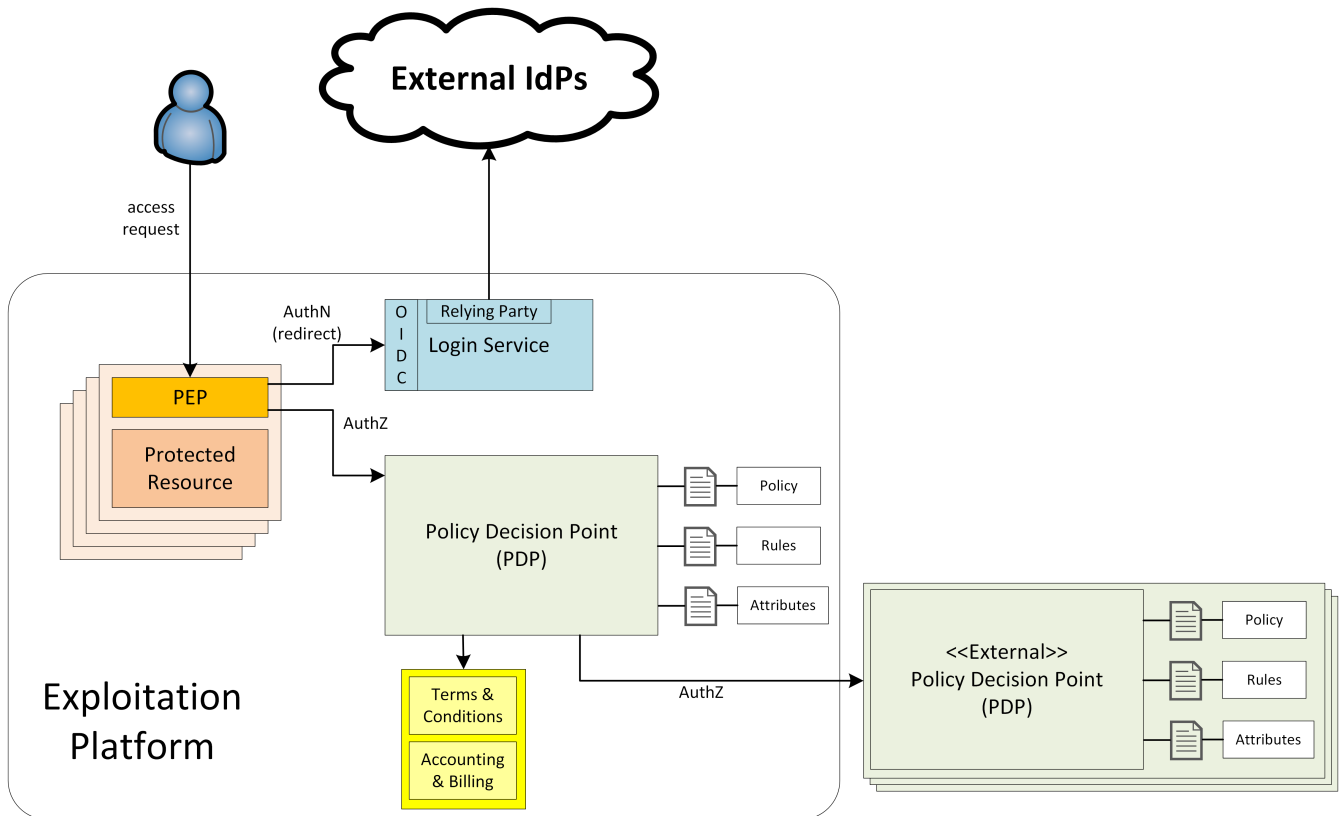 External IdPs
access
request
AuthN
(redirect)
O
I
D
C
Relying Party
Login Service
PEP
Protected
Resource
AuthZ
Policy Decision Point
(PDP)
Policy
Rules
Attributes
<<External>>
Policy Decision Point
(PDP)
Policy
Rules
Attributes
AuthZ
Terms &
Conditions
Accounting
& Billing
Exploitation
Platform